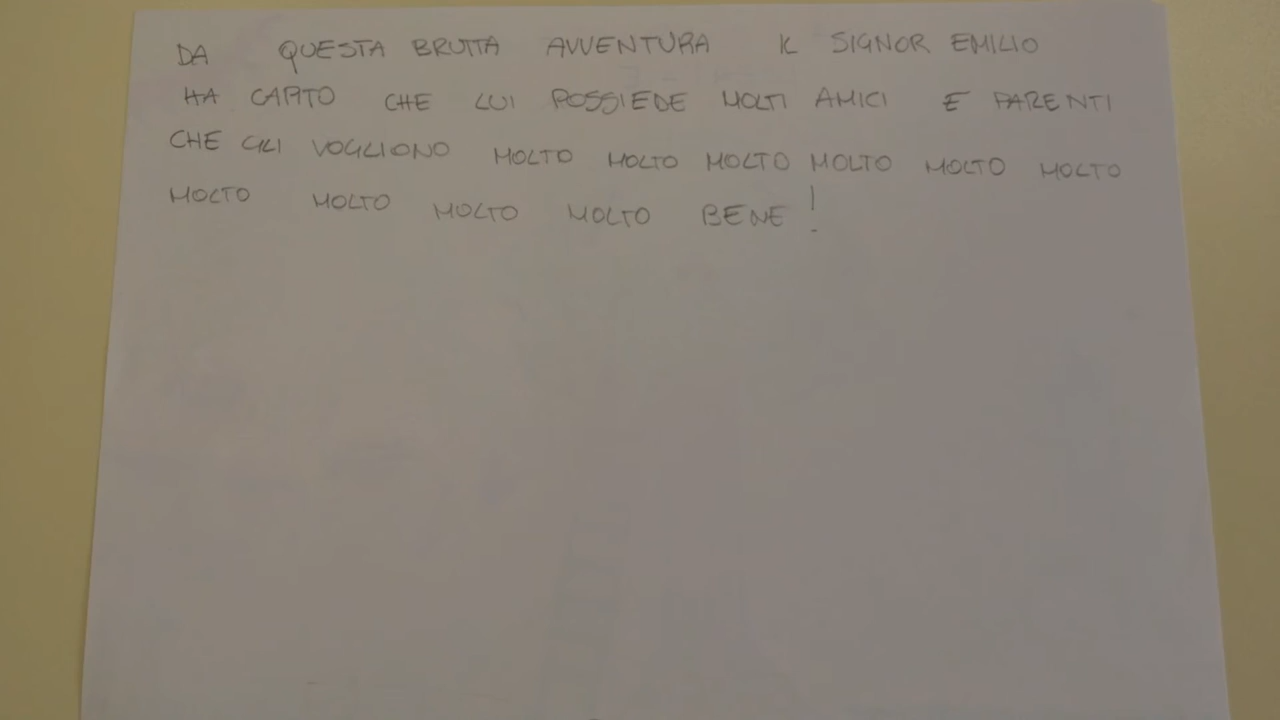 DA QUESTA BRUTTA AVVENTURA IL SIGNOR EMILIO
HA CAPITO CHE LUI POSSIEDE MOLTI AMICI E PARENTI
CHE GLI VOGLIONO MOLTO MOLTO MOLTO MOLTO MOLTO MOLTO
MOLTO MOLTO MOLTO MOLTO BENE!